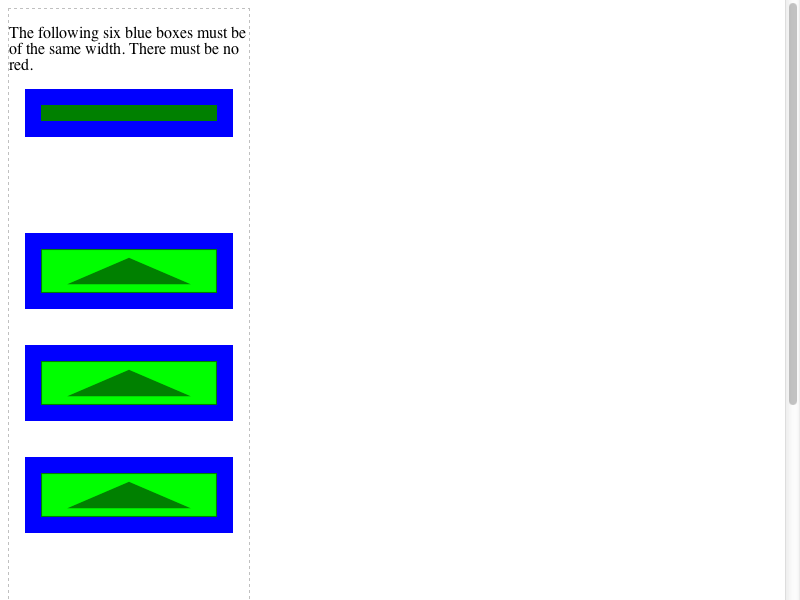 The following six blue boxes must be
of the same width. There must be no
red.